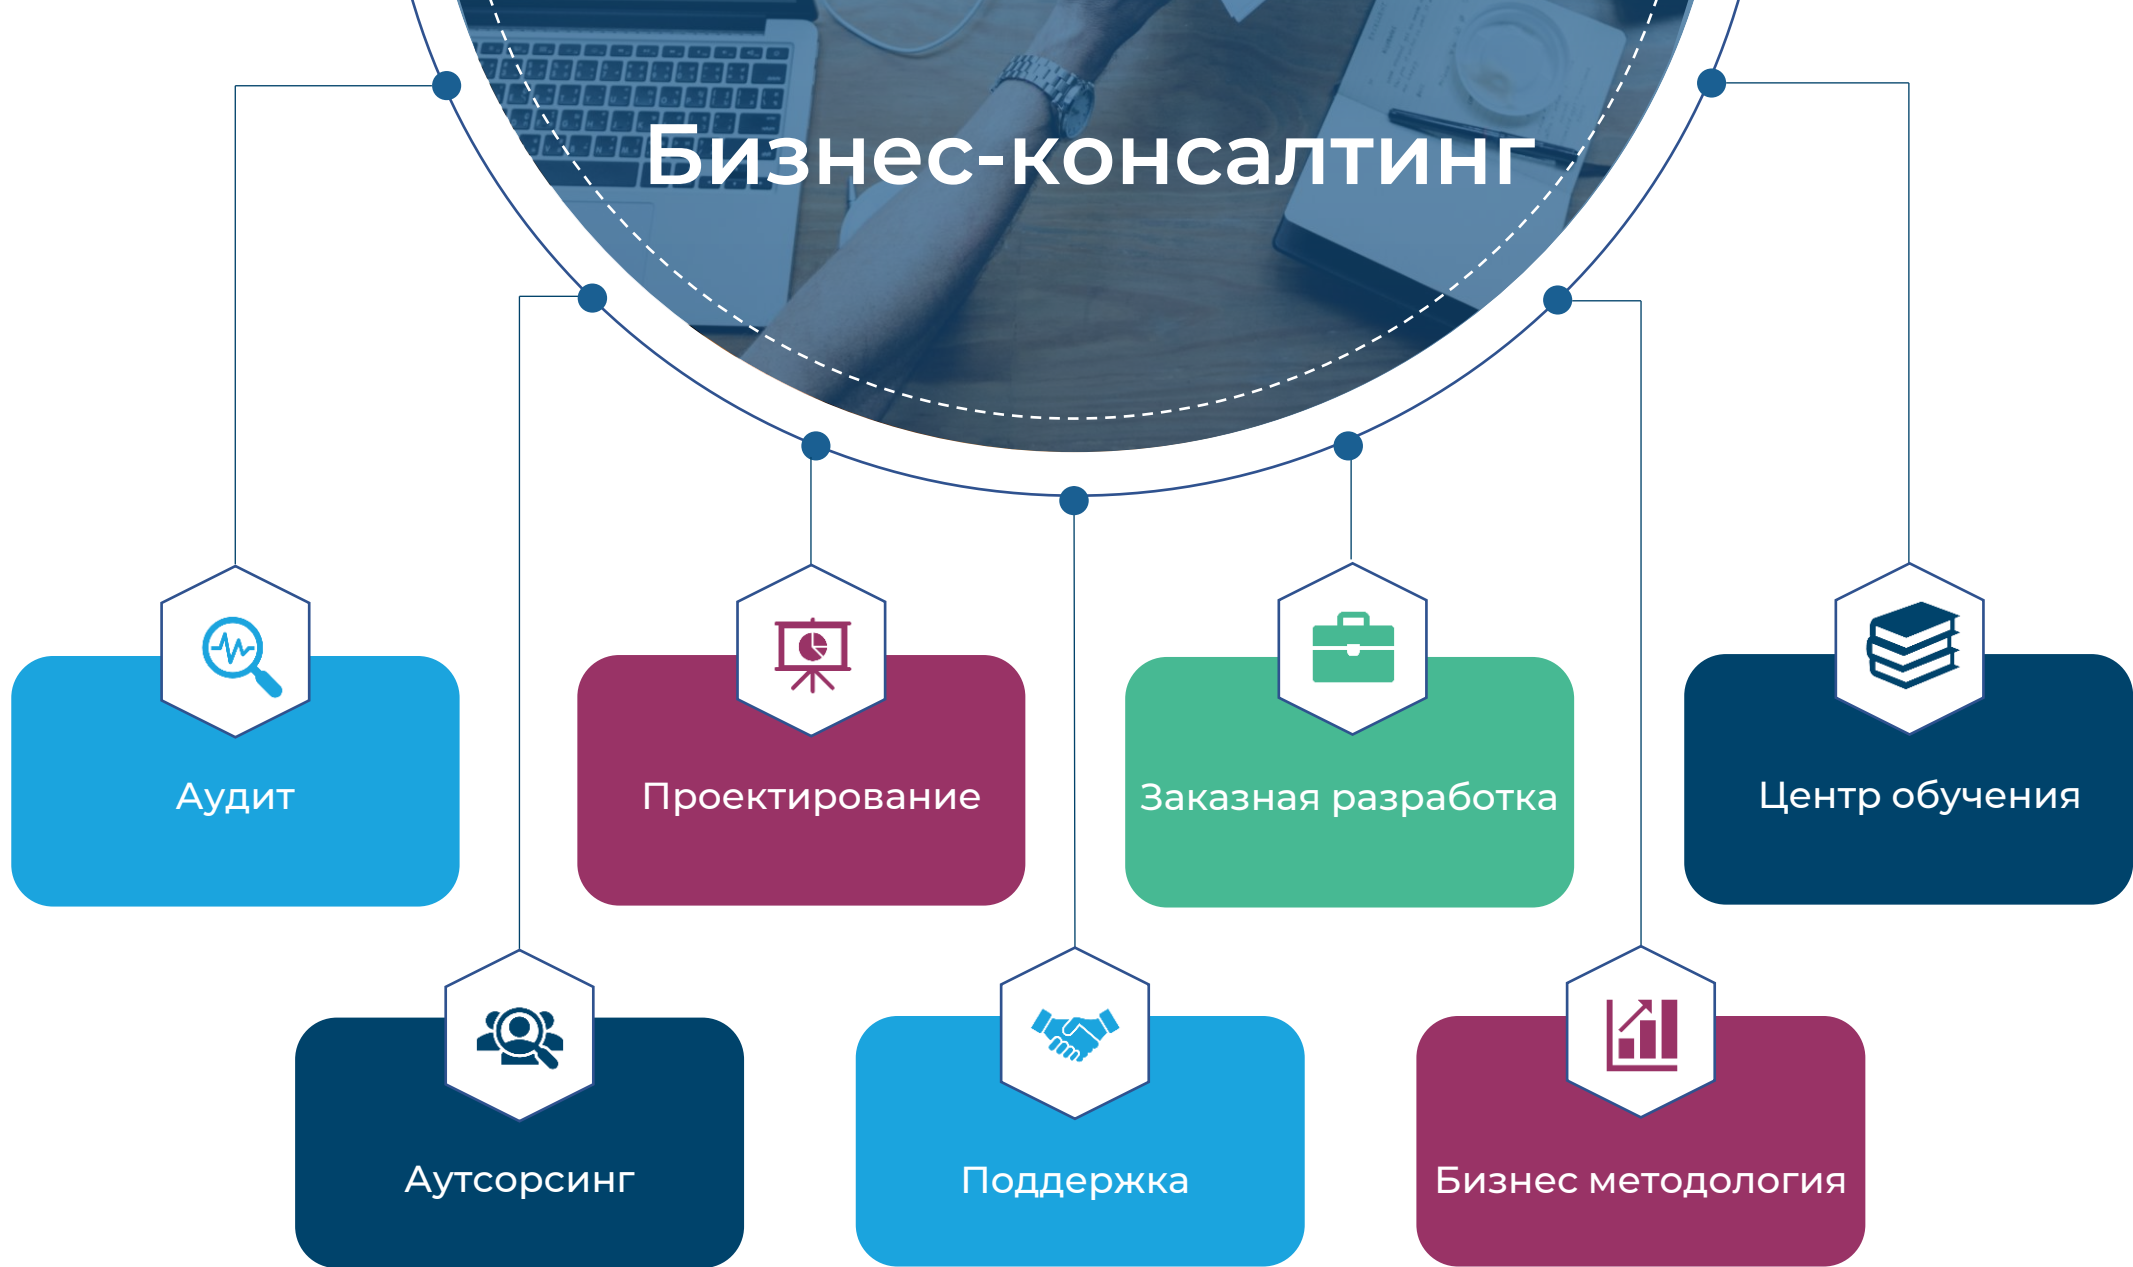 Бизнес-консалтинг
Аудит
Проектирование
Заказная разработка
Центр обучения
Аутсорсинг
Поддержка
Бизнес методология